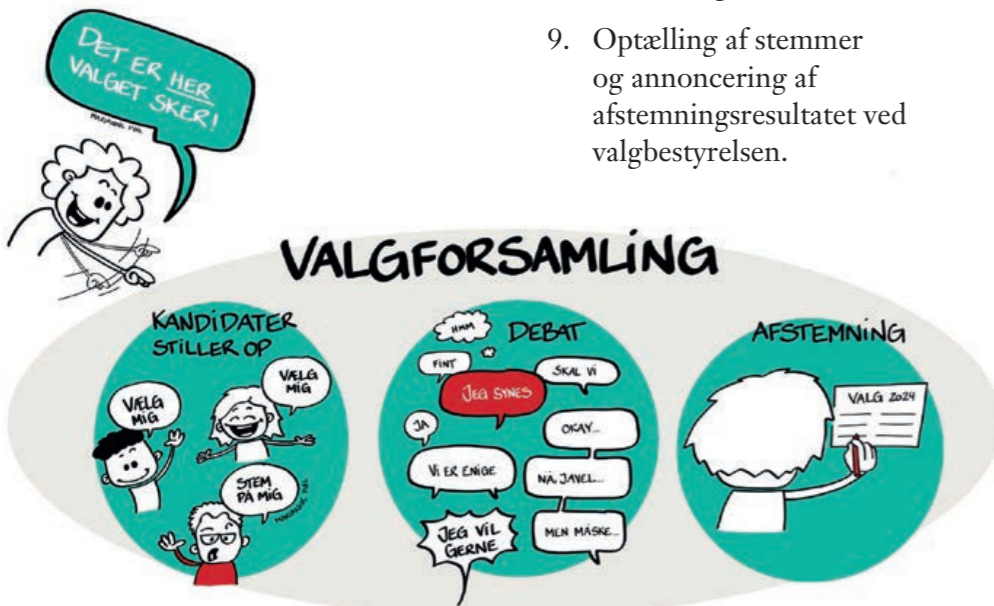 DET ER HER
VALGET SKER!
9. Optælling af stemmer
og annoncering af
afstemningsresultatet ved
valgbestyrelsen.
VALGFORSAMLING
KANDIDATER
STILLER OP
VÆLG
MIG
VÆLG
MIG
STEM
PÅ MIG
DEBAT
HMM
FINT
SKAL VI
JEG SYNES
JA
OKAY...
VI ER ENIGE
NÅ, JAVEL...
JEG VIL
GERNE
MEN MÅSKE...
AFSTEMNING
VALG 2024